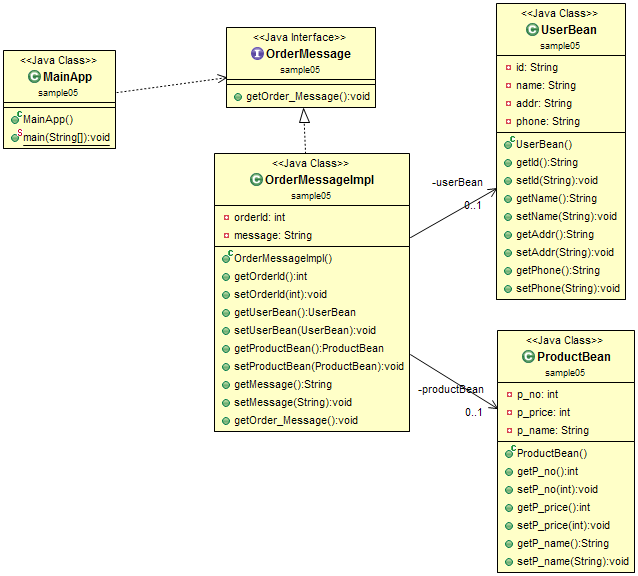 <<Java Class>>
MainApp
sample05
MainApp()
main(String[]):void
<<Java Interface>>
OrderMessage
sample05
getOrder_Message():void
<<Java Class>>
OrderMessageImpl
sample05
orderId: int
message: String
OrderMessageImpl()
getOrderId():int
setOrderId(int):void
getUserBean():UserBean
setUserBean(UserBean):void
getProductBean():ProductBean
setProductBean(ProductBean):void
getMessage():String
setMessage(String):void
getOrder_Message():void
-userBean
0..1
-productBean
0..1
<<Java Class>>
UserBean
sample05
id: String
name: String
addr: String
phone: String
UserBean()
getId():String
setId(String):void
getName():String
setName(String):void
getAddr():String
setAddr(String):void
getPhone():String
setPhone(String):void
<<Java Class>>
ProductBean
sample05
p_no: int
p_price: int
p_name: String
ProductBean()
getP_no():int
setP_no(int):void
getP_price():int
setP_price(int):void
getP_name():String
setP_name(String):void